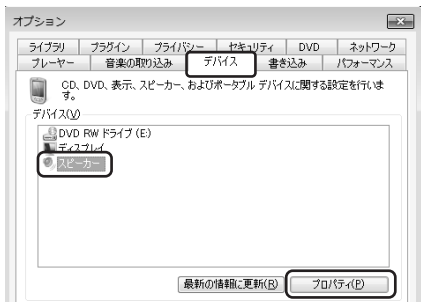 オプション
ライブラリ プラグイン プライバシー セキュリティ DVD ネットワーク
プレーヤー 音楽の取り込み デバイス 書き込み パフォーマンス
CD、DVD、表示、スピーカー、およびポータブル デバイスに関する設定を行いま
す。
デバイス(V)
DVD RW ドライブ (E:)
ディスプレイ
スピーカー
最新の情報に更新(R) プロパティ(P)